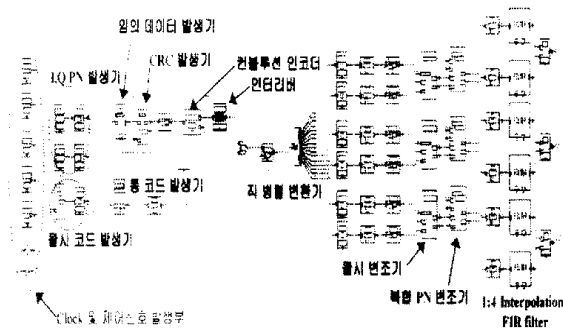 임의 데이터 발생기
CRC 발생기
I,Q PN 발생기
컨볼루션 인코더
인터리버
롱 코드 발생기
직 병렬 변환기
왈시 코드 발생기
왈시 변조기
복합 PN 변조기
Clock 및 제어신호 발생부
1:4 Interpolation
FIR filter